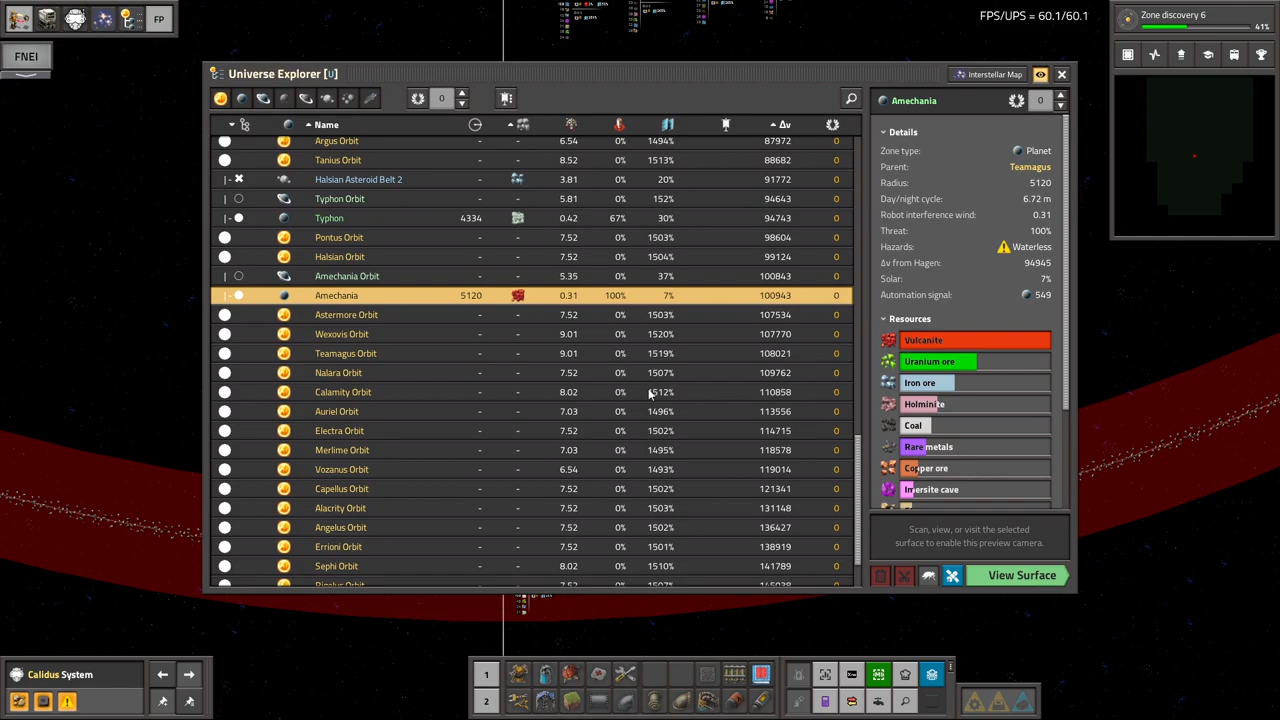 FP
FNEI
FPS/UPS = 60.1/60.1
Zone discovery 6
41%
Universe Explorer [U]
Interstellar Map
0
Name
Δv
Argus Orbit - - 6.54 0% 1494% 87972 0
Tanius Orbit - - 8.52 0% 1513% 88682 0
Halsian Asteroid Belt 2 - 3.81 0% 20% 91772 0
Typhon Orbit - - 5.81 0% 152% 94643 0
Typhon 4334 0.42 67% 30% 94743 0
Pontus Orbit - - 7.52 0% 1503% 98604 0
Halsian Orbit - - 7.52 0% 1504% 99124 0
Amechania Orbit - - 5.35 0% 37% 100843 0
Amechania 5120 0.31 100% 7% 100943 0
Astermore Orbit - - 7.52 0% 1503% 107534 0
Wexovis Orbit - - 9.01 0% 1520% 107770 0
Teamagus Orbit - - 9.01 0% 1519% 108021 0
Nalara Orbit - - 7.52 0% 1507% 109762 0
Calamity Orbit - - 8.02 0% 1512% 110858 0
Auriel Orbit - - 7.03 0% 1496% 113556 0
Electra Orbit - - 7.52 0% 1502% 114715 0
Merlime Orbit - - 7.03 0% 1495% 118578 0
Vozanus Orbit - - 6.54 0% 1493% 119014 0
Capellus Orbit - - 7.52 0% 1502% 121341 0
Alacrity Orbit - - 7.52 0% 1503% 131148 0
Angelus Orbit - - 7.52 0% 1502% 136427 0
Errioni Orbit - - 7.52 0% 1501% 138919 0
Sephi Orbit - - 8.02 0% 1510% 141789 0
Amechania 0
Details
Zone type: Planet
Parent: Teamagus
Radius: 5120
Day/night cycle: 6.72 m
Robot interference wind: 0.31
Threat: 100%
Hazards: Waterless
Δv from Hagen: 94945
Solar: 7%
Automation signal: 549
Resources
Vulcanite
Uranium ore
Iron ore
Holminite
Coal
Rare metals
Copper ore
Imersite cave
Scan, view, or visit the selected
surface to enable this preview camera.
View Surface
Calidus System
1
2